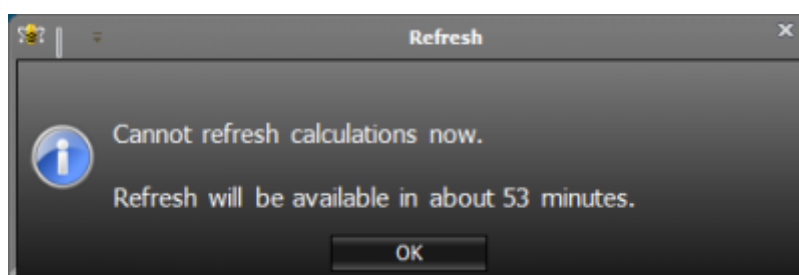 Refresh
Cannot refresh calculations now.
Refresh will be available in about 53 minutes.
OK